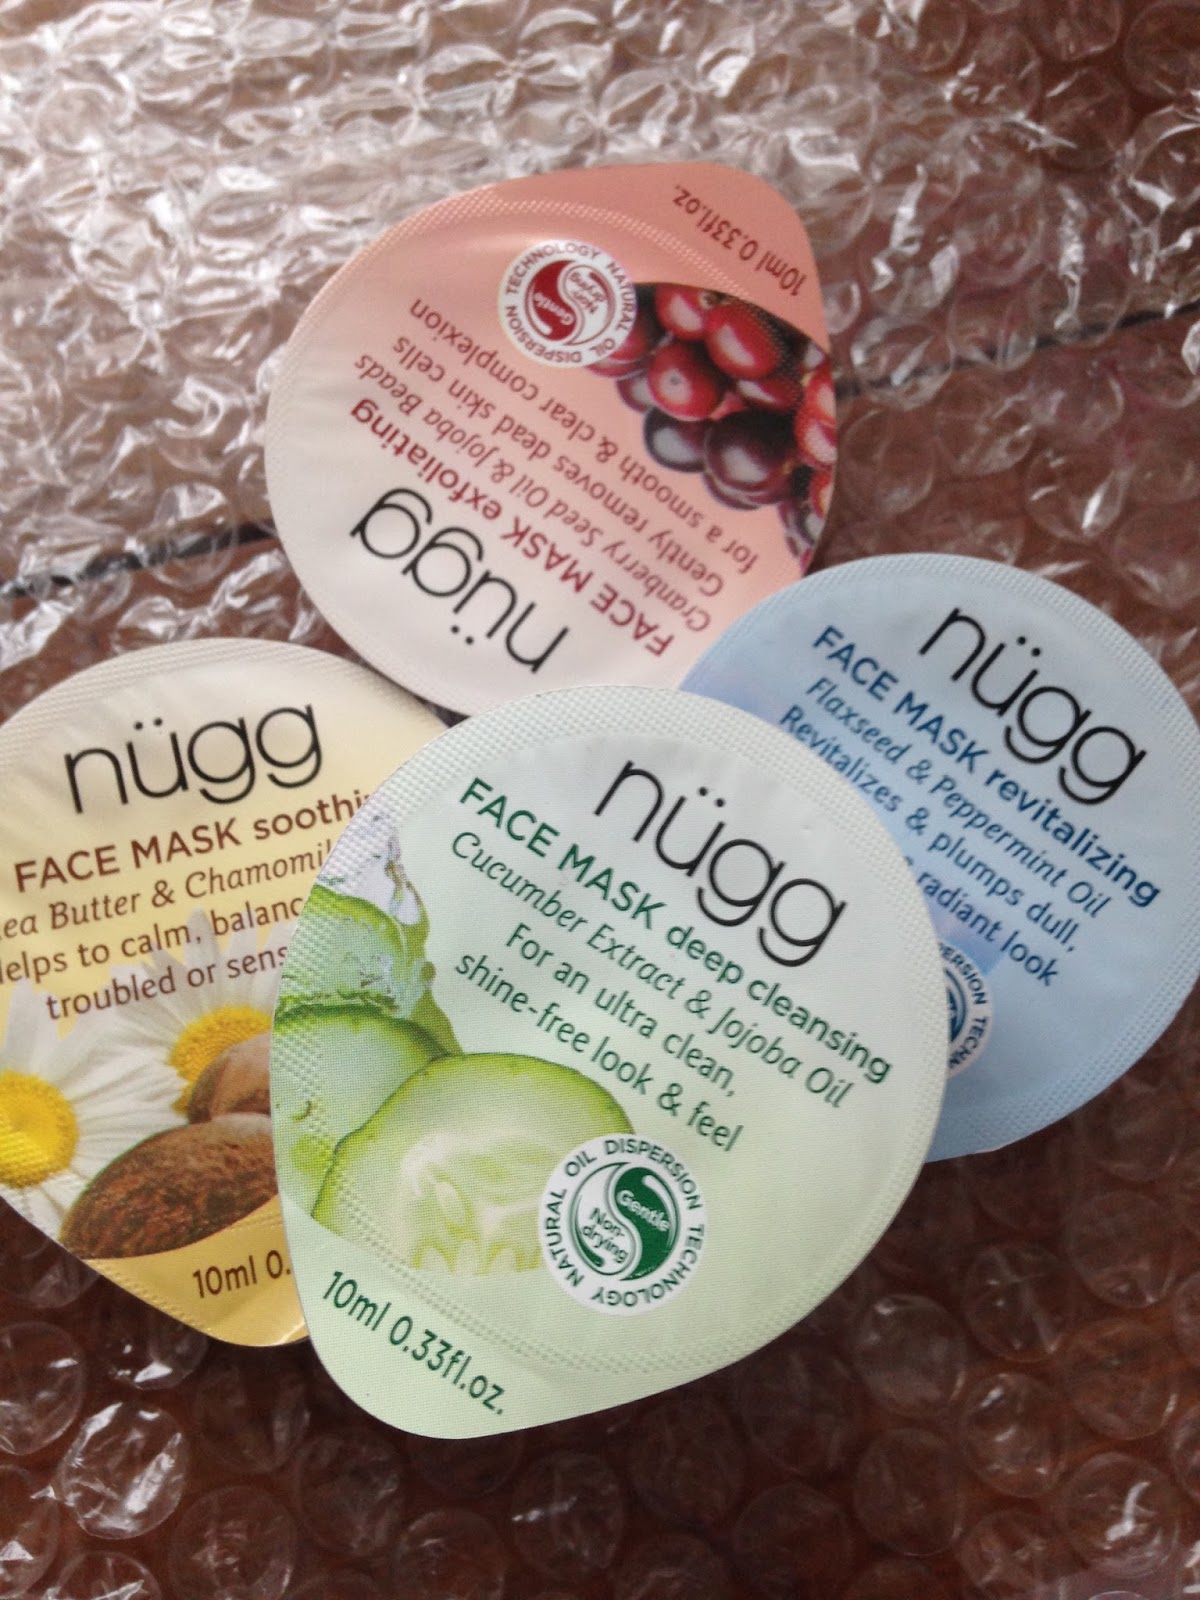 nügg
FACE MASK exfoliating
Cranberry Seed Oil & Jojoba Beads
Gently removes dead skin cells
for a smooth & clear complexion
NATURAL OIL DISPERSION TECHNOLOGY
Gentle
Non-
drying
10ml 0.33fl.oz.
nügg
FACE MASK revitalizing
Flaxseed & Peppermint Oil
Revitalizes & plumps dull,
radiant look
nügg
FACE MASK
Butter &
to calm,
troubled or
10ml
nügg
FACE MASK deep cleansing
Cucumber Extract & Jojoba Oil
For an ultra clean,
shine-free look & feel
NATURAL OIL DISPERSION TECHNOLOGY
Gentle
Non-
drying
10ml 0.33fl.oz.